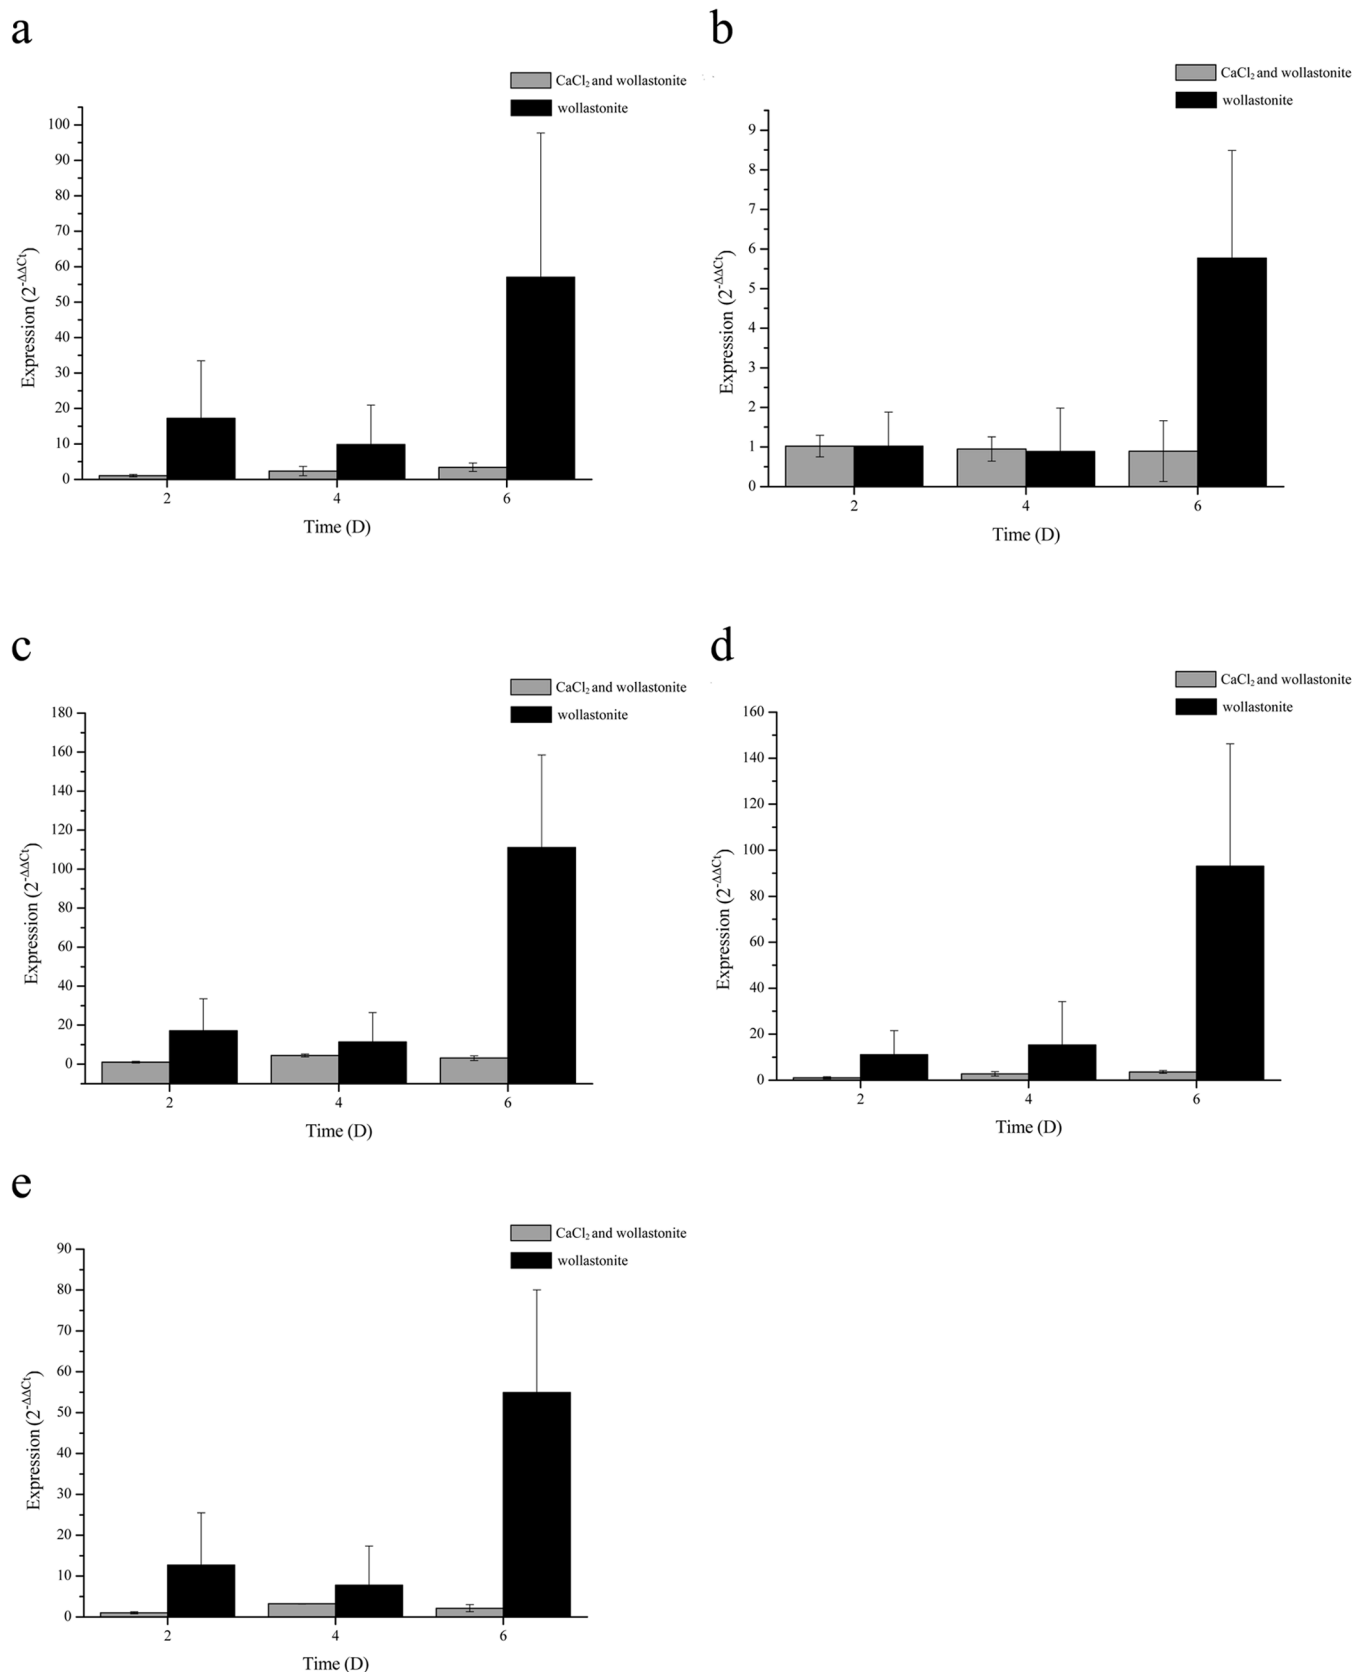 a
CaCl₂ and wollastonite
wollastonite
100
90
80
70
60
50
40
30
20
10
0
Expression (2^-ΔΔCt)
2 4 6
Time (D)
b
CaCl₂ and wollastonite
wollastonite
9
8
7
6
5
4
3
2
1
0
Expression (2^-ΔΔCt)
2 4 6
Time (D)
c
CaCl₂ and wollastonite
wollastonite
180
160
140
120
100
80
60
40
20
0
Expression (2^-ΔΔCt)
2 4 6
Time (D)
d
CaCl₂ and wollastonite
wollastonite
160
140
120
100
80
60
40
20
0
Expression (2^-ΔΔCt)
2 4 6
Time (D)
e
CaCl₂ and wollastonite
wollastonite
90
80
70
60
50
40
30
20
10
0
Expression (2^-ΔΔCt)
2 4 6
Time (D)